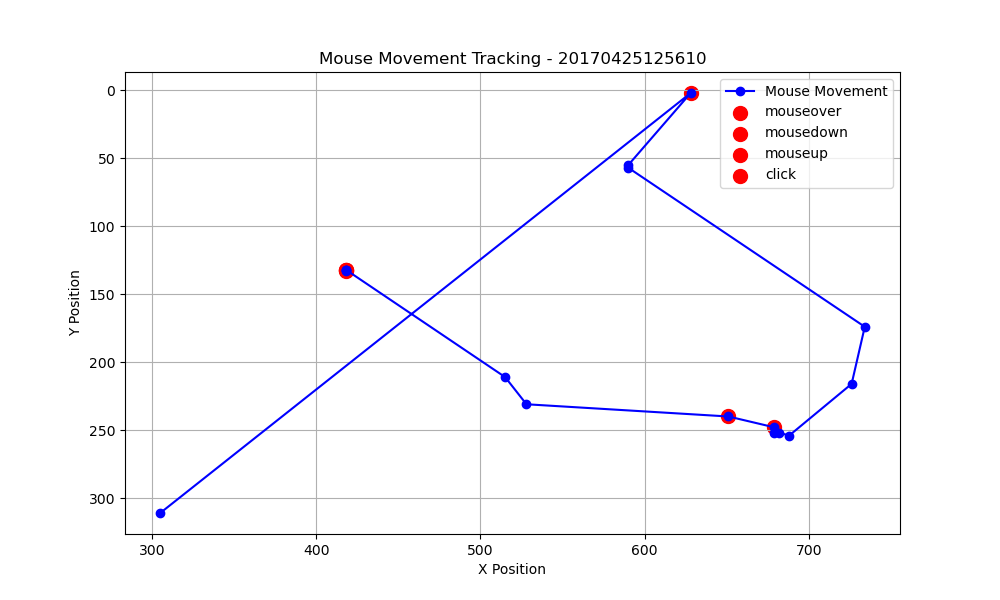 Mouse Movement Tracking - 20170425125610
Mouse Movement
mouseover
mousedown
mouseup
click
Y Position
0
50
100
150
200
250
300
300 400 500 600 700
X Position